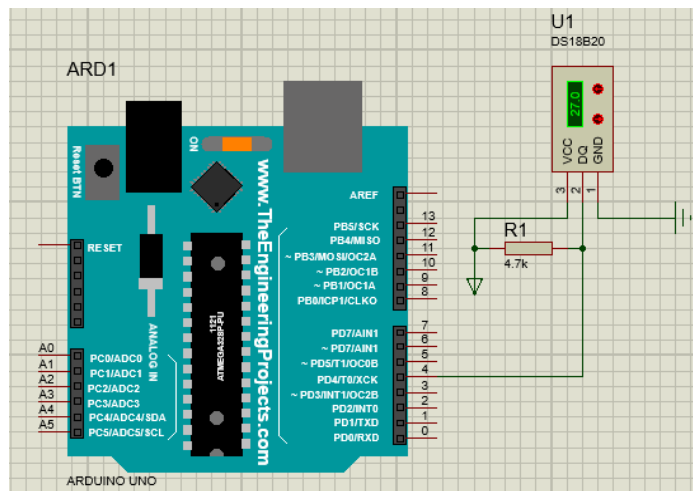 U1
DS18B20
27.0
VCC
DQ
GND
3
2
1
R1
4.7k
ARD1
Reset BTN
ON
www.TheEngineeringProjects.com
RESET
ANALOG IN
1121
ATMEGA328P-PU
AREF
PB5/SCK
13
PB4/MISO
12
~ PB3/MOSI/OC2A
11
~ PB2/OC1B
10
~ PB1/OC1A
9
PB0/ICP1/CLKO
8
PD7/AIN1
7
~ PD7/AIN1
6
~ PD5/T1/OC0B
5
PD4/T0/XCK
4
~ PD3/INT1/OC2B
3
PD2/INT0
2
PD1/TXD
1
PD0/RXD
0
A0
PC0/ADC0
A1
PC1/ADC1
A2
PC2/ADC2
A3
PC3/ADC3
A4
PC4/ADC4/SDA
A5
PC5/ADC5/SCL
ARDUINO UNO